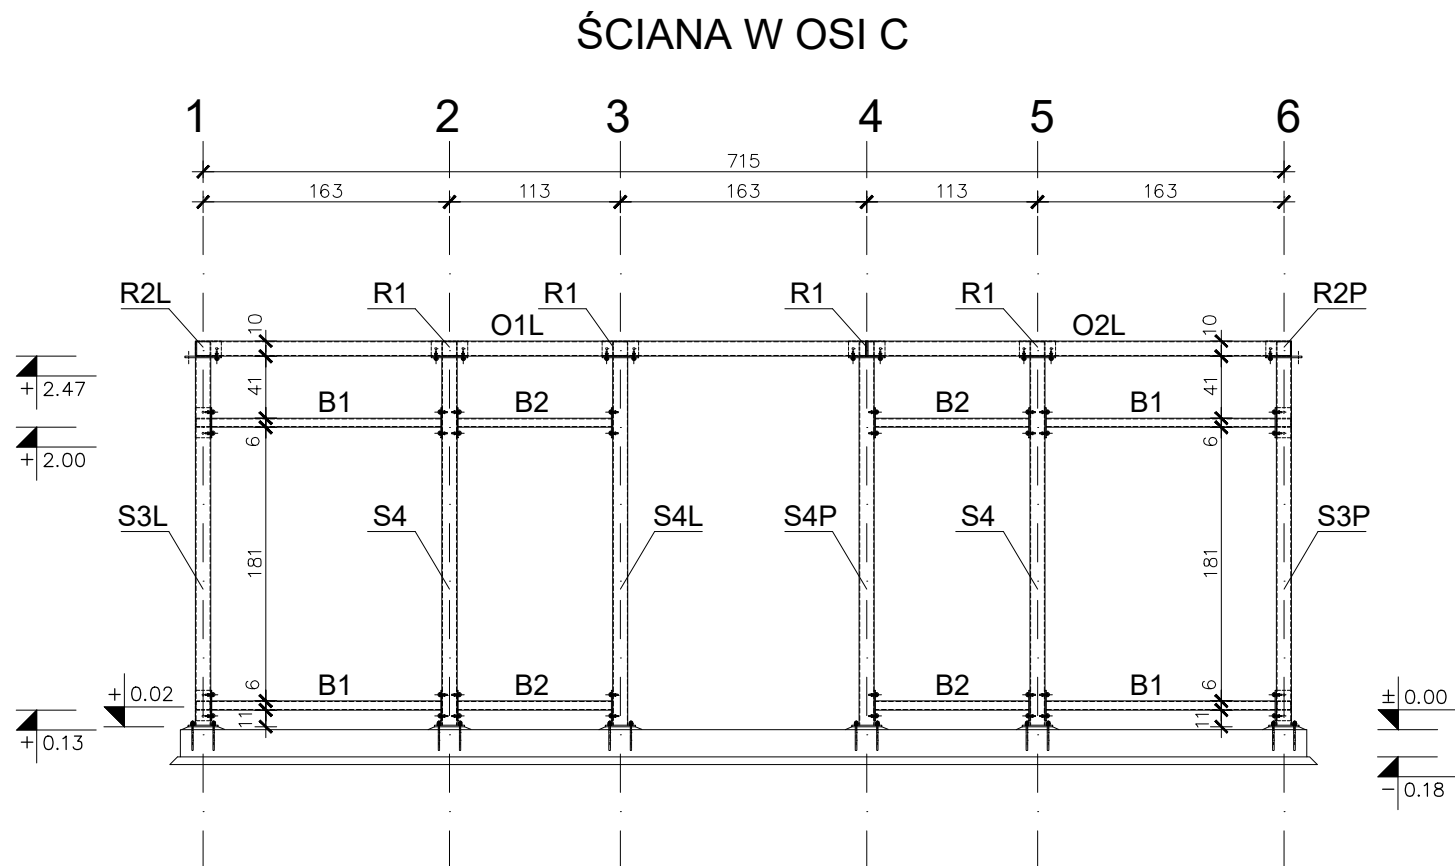 ŚCIANA W OSI C
1 2 3 4 5 6
715
163 113 163 113 163
R2L R1 R1 R1 R1 R2P
10 O1L O2L 10
+ 2.47
41 41
B1 B2 B2 B1
+ 2.00
6 6
S3L S4 S4L S4P S4 S3P
181 181
6 B1 B2 B2 B1 6
+ 0.02 ± 0.00
11 11
+ 0.13
- 0.18